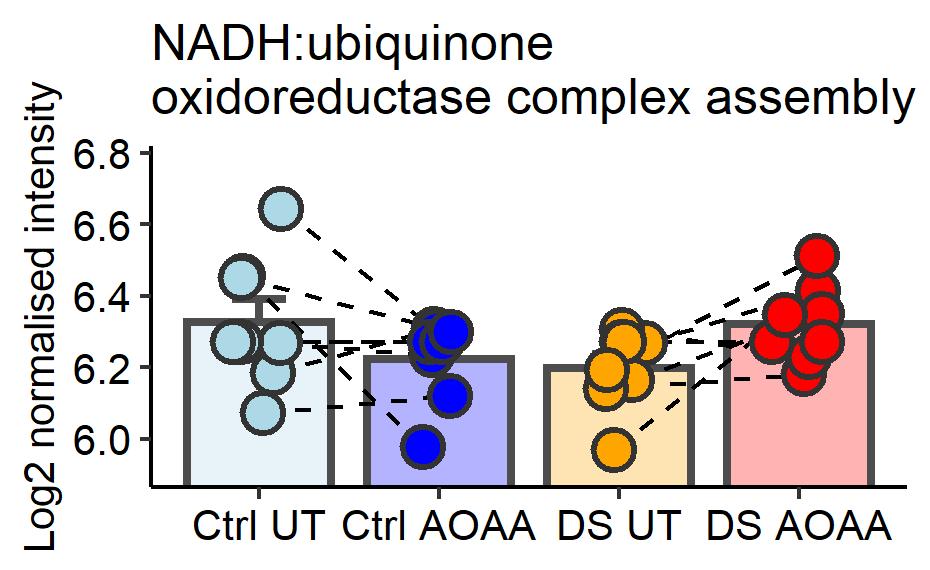 NADH:ubiquinone
oxidoreductase complex assembly
Log2 normalised intensity
6.8
6.6
6.4
6.2
6.0
Ctrl UT Ctrl AOAA DS UT DS AOAA